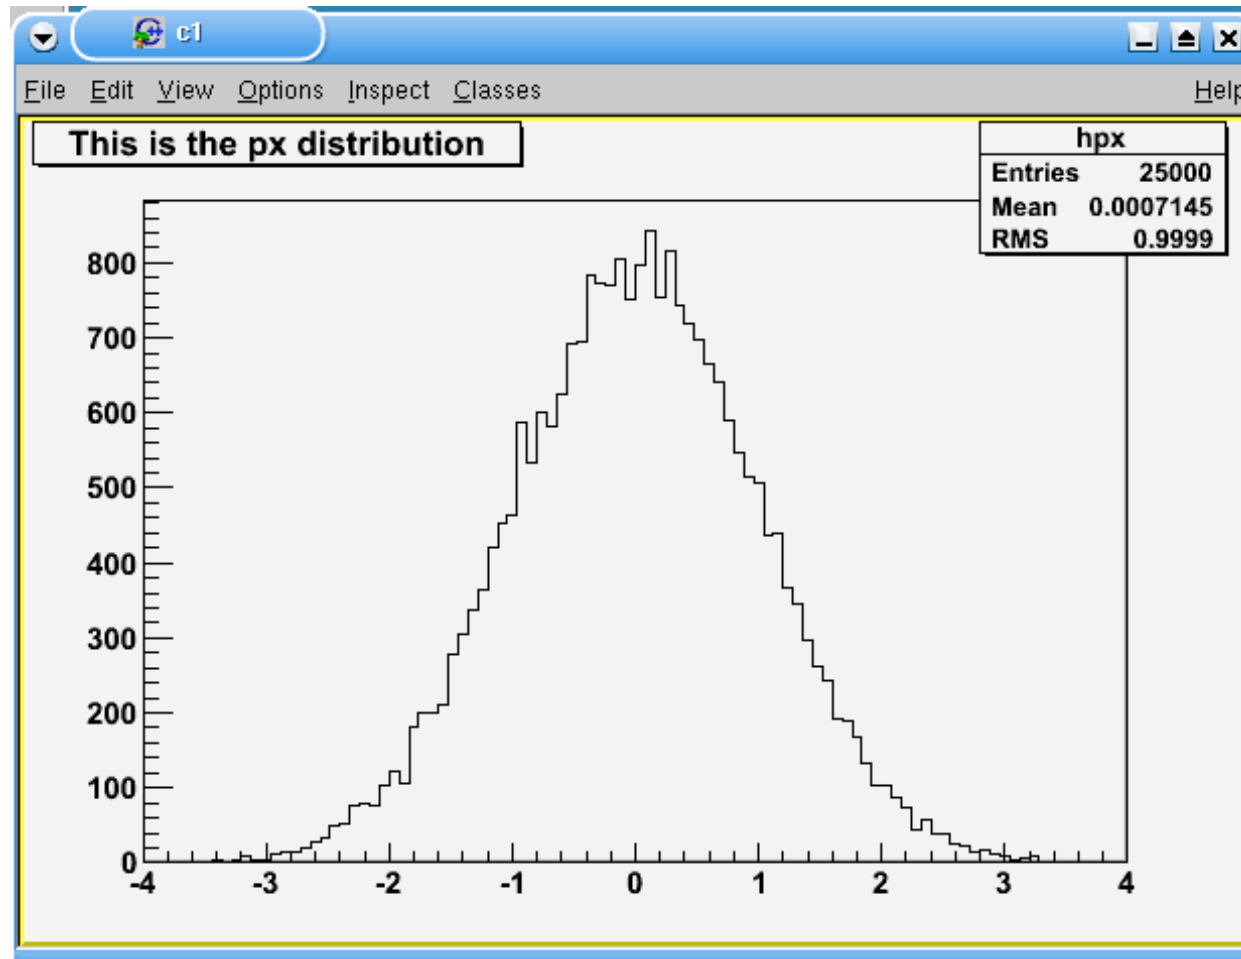 c1
File Edit View Options Inspect Classes Help
This is the px distribution
hpx
Entries 25000
Mean 0.0007145
RMS 0.9999
800
700
600
500
400
300
200
100
0
-4 -3 -2 -1 0 1 2 3 4